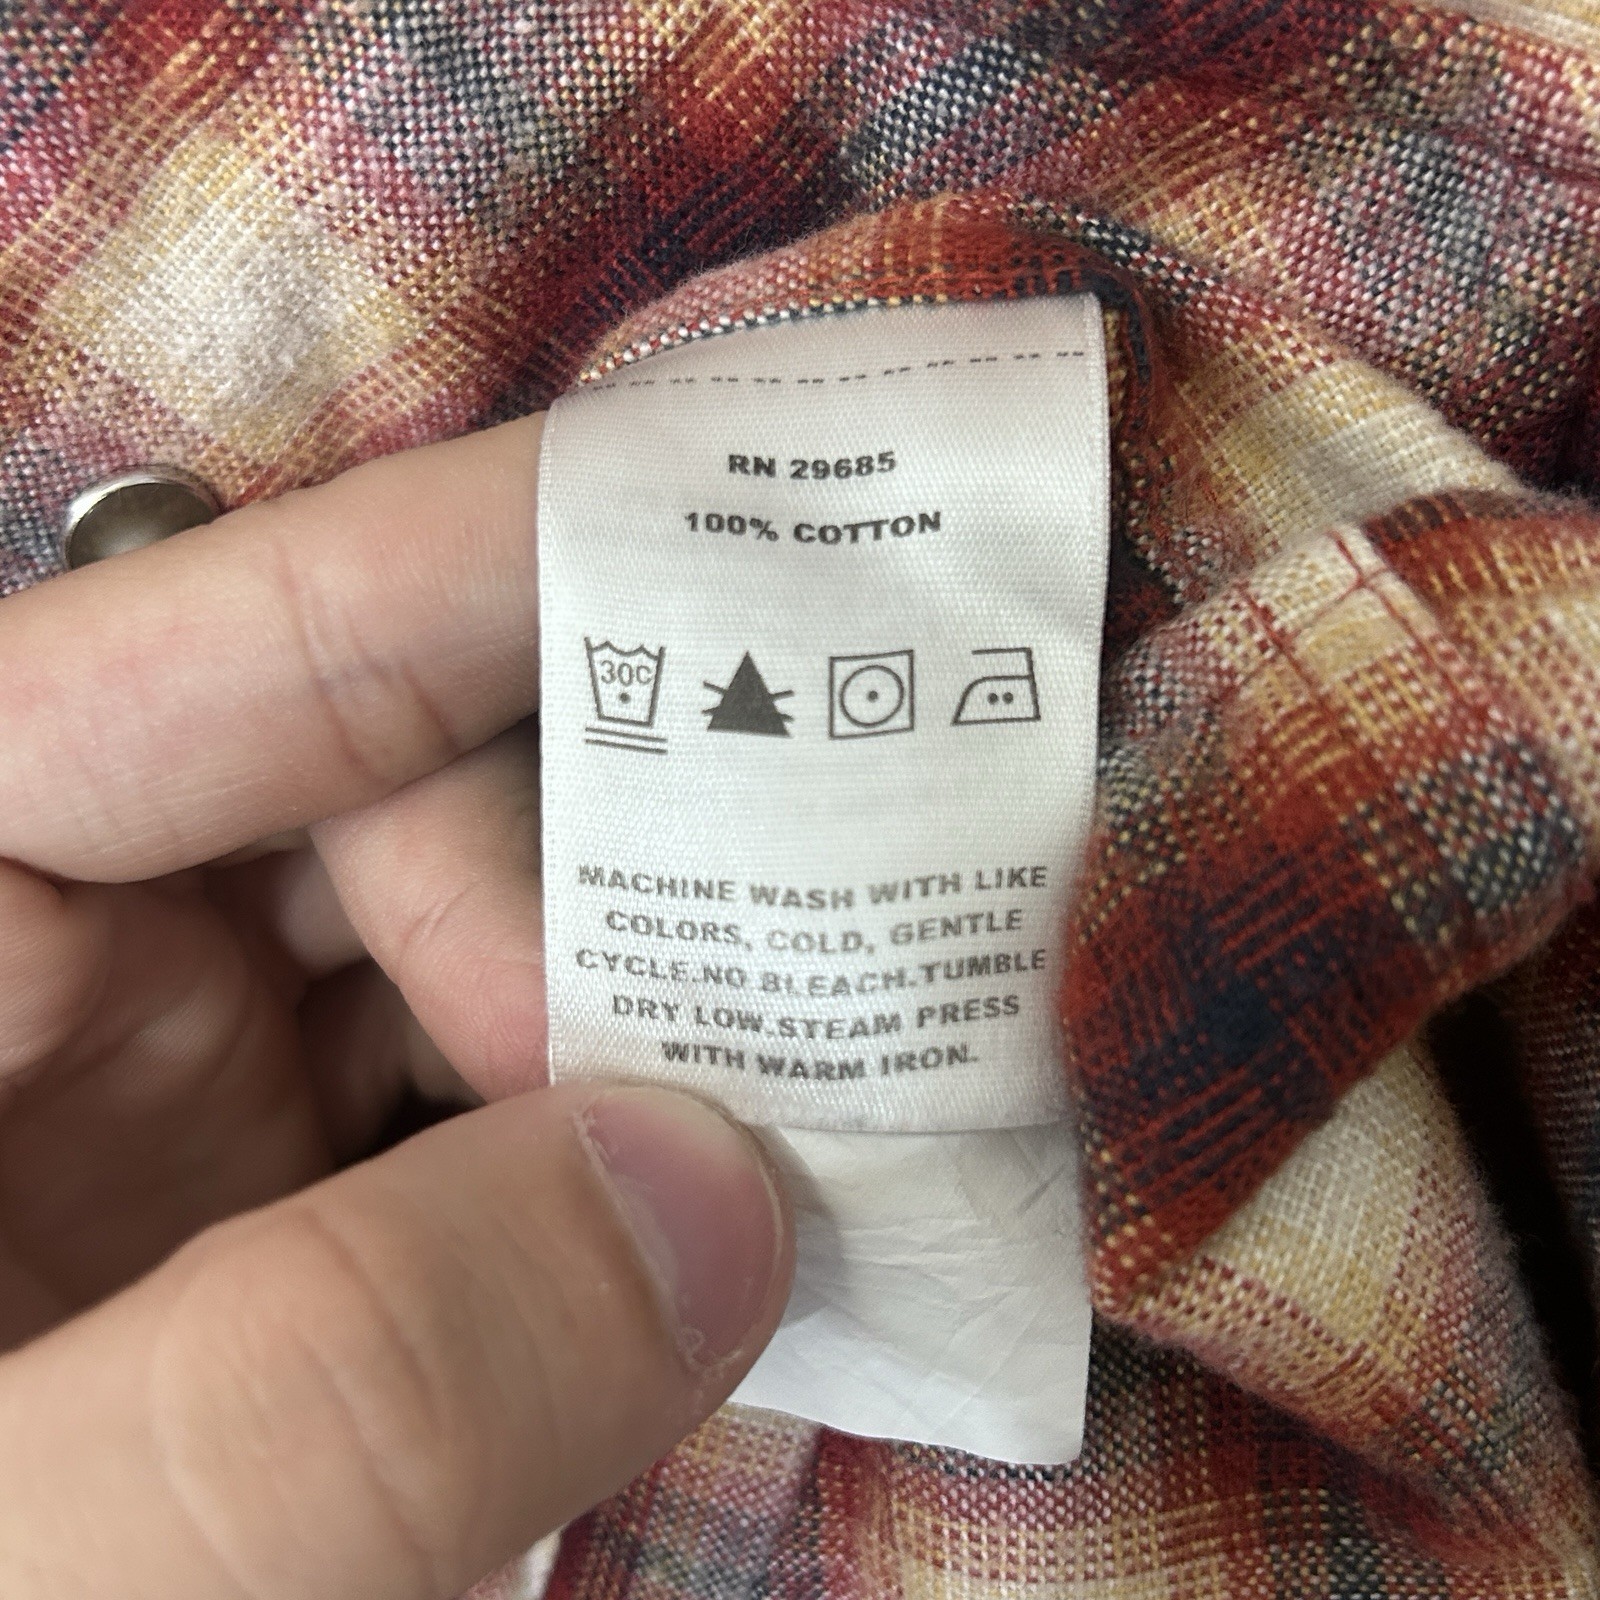 RN 29685
100% COTTON
30C
MACHINE WASH WITH LIKE
COLORS, COLD, GENTLE
CYCLE.NO BLEACH.TUMBLE
DRY LOW.STEAM PRESS
WITH WARM IRON.